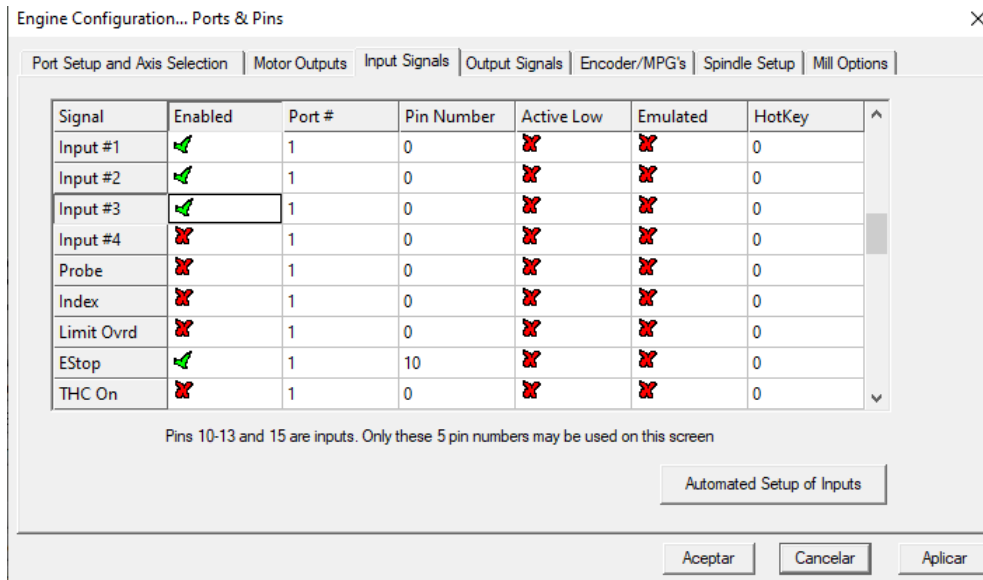 Engine Configuration... Ports & Pins
Port Setup and Axis Selection Motor Outputs Input Signals Output Signals Encoder/MPG's Spindle Setup Mill Options
Signal Enabled Port # Pin Number Active Low Emulated HotKey
Input #1 1 0 0
Input #2 1 0 0
Input #3 1 0 0
Input #4 1 0 0
Probe 1 0 0
Index 1 0 0
Limit Ovrd 1 0 0
EStop 1 10 0
THC On 1 0 0
Pins 10-13 and 15 are inputs. Only these 5 pin numbers may be used on this screen
Automated Setup of Inputs
Aceptar Cancelar Aplicar